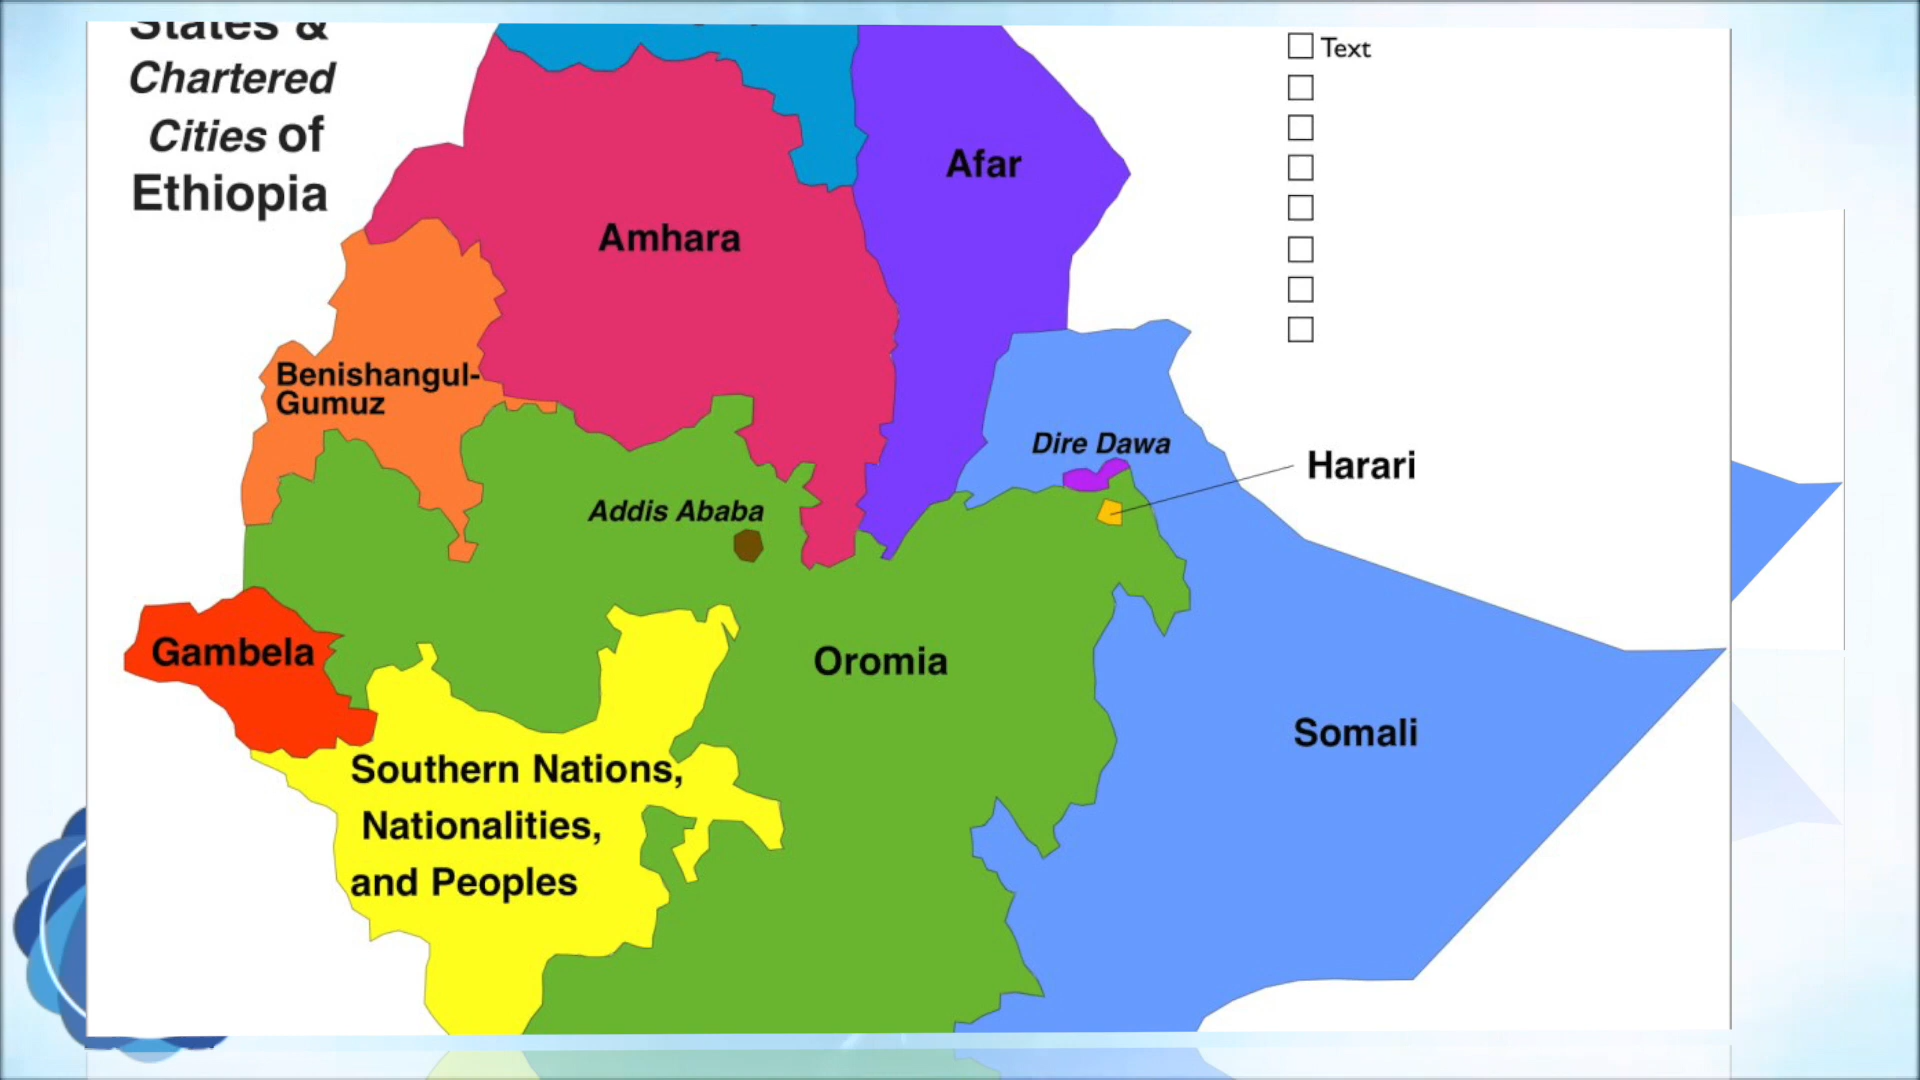 States &
Chartered
Cities of
Ethiopia
Text
Afar
Amhara
Benishangul-
Gumuz
Dire Dawa
Harari
Addis Ababa
Gambela
Oromia
Somali
Southern Nations,
Nationalities,
and Peoples